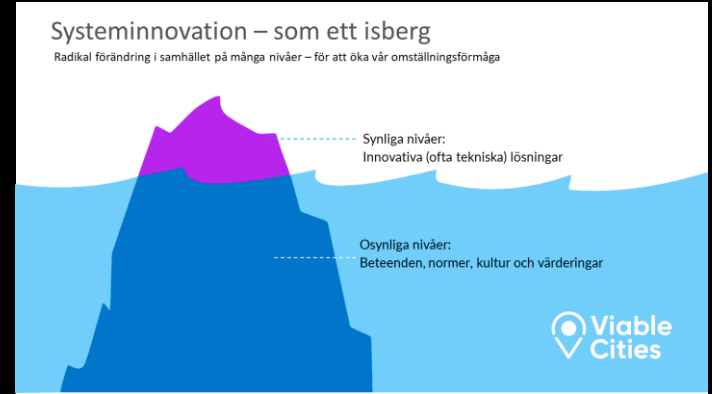 Systeminnovation – som ett isberg
Radikal förändring i samhället på många nivåer – för att öka vår omställningsförmåga
Synliga nivåer:
Innovativa (ofta tekniska) lösningar
Osynliga nivåer:
Beteenden, normer, kultur och värderingar
Viable
Cities